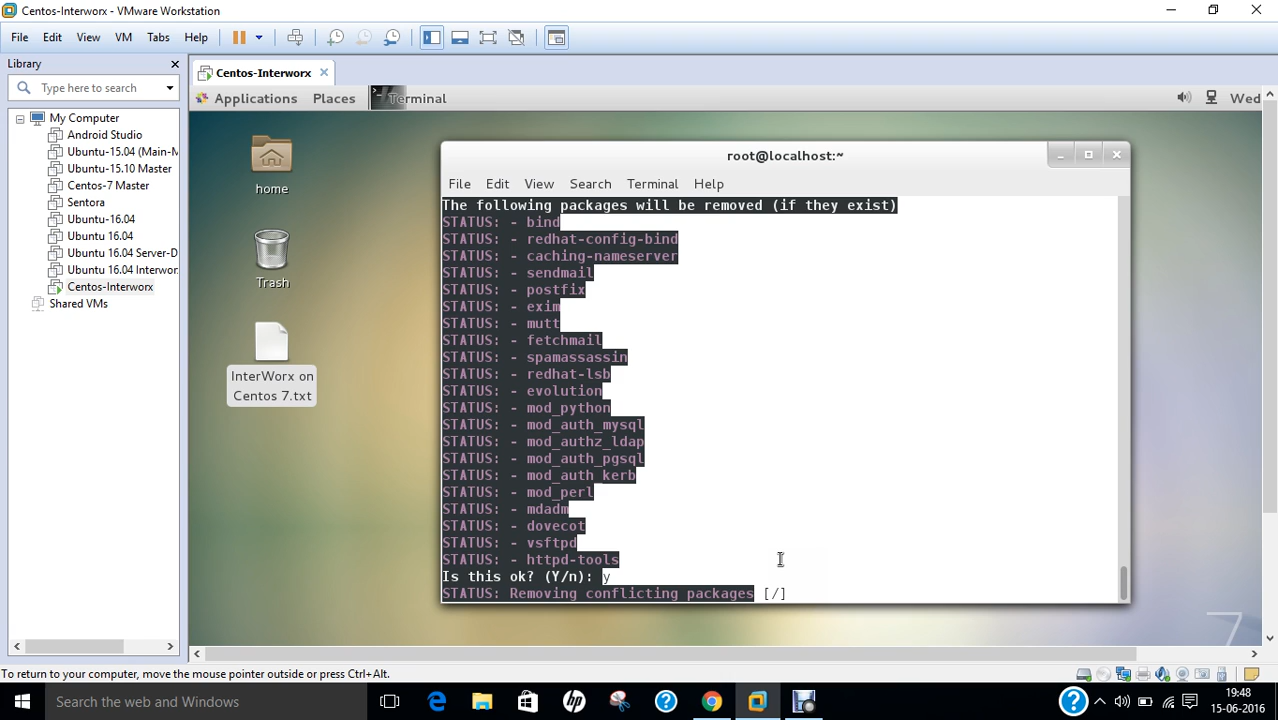 Centos-Interworx - VMware Workstation
File Edit View VM Tabs Help
Library
Type here to search
Centos-Interworx
Applications Places Terminal Wed
My Computer
Android Studio
Ubuntu-15.04 (Main-M
Ubuntu-15.10 Master
Centos-7 Master
Sentora
Ubuntu-16.04
Ubuntu 16.04
Ubuntu 16.04 Server-D
Ubuntu 16.04 Interwor
Centos-Interworx
Shared VMs
home
Trash
InterWorx on
Centos 7.txt
root@localhost:~
File Edit View Search Terminal Help
The following packages will be removed (if they exist)
STATUS: - bind
STATUS: - redhat-config-bind
STATUS: - caching-nameserver
STATUS: - sendmail
STATUS: - postfix
STATUS: - exim
STATUS: - mutt
STATUS: - fetchmail
STATUS: - spamassassin
STATUS: - redhat-lsb
STATUS: - evolution
STATUS: - mod_python
STATUS: - mod_auth_mysql
STATUS: - mod_authz_ldap
STATUS: - mod_auth_pgsql
STATUS: - mod_auth_kerb
STATUS: - mod_perl
STATUS: - mdadm
STATUS: - dovecot
STATUS: - vsftpd
STATUS: - httpd-tools
Is this ok? (Y/n): y
STATUS: Removing conflicting packages [/]
7
To return to your computer, move the mouse pointer outside or press Ctrl+Alt.
Search the web and Windows
19:48
15-06-2016